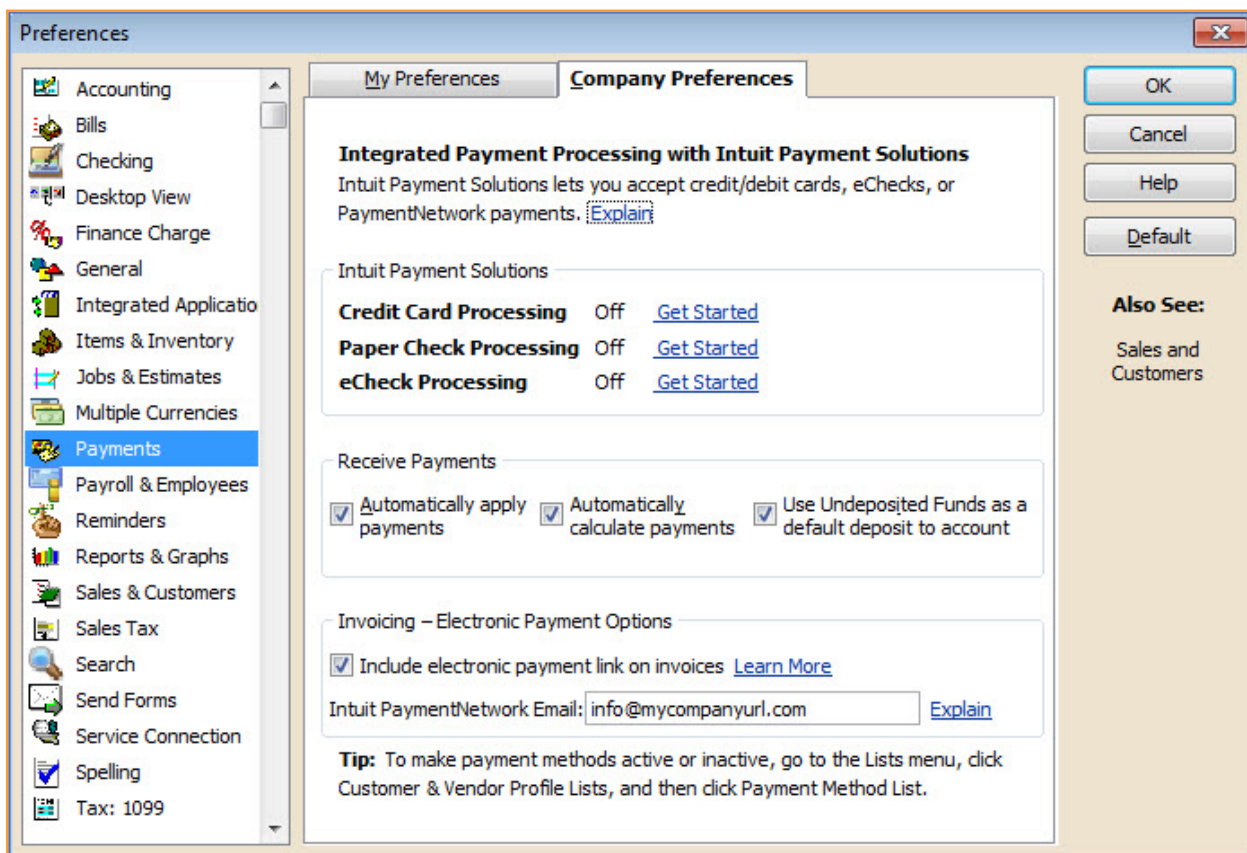 Preferences
Accounting
Bills
Checking
Desktop View
Finance Charge
General
Integrated Applicatio
Items & Inventory
Jobs & Estimates
Multiple Currencies
Payments
Payroll & Employees
Reminders
Reports & Graphs
Sales & Customers
Sales Tax
Search
Send Forms
Service Connection
Spelling
Tax: 1099
My Preferences
Company Preferences
Integrated Payment Processing with Intuit Payment Solutions
Intuit Payment Solutions lets you accept credit/debit cards, eChecks, or
PaymentNetwork payments. Explain
Intuit Payment Solutions
Credit Card Processing Off Get Started
Paper Check Processing Off Get Started
eCheck Processing Off Get Started
Receive Payments
Automatically apply
payments
Automatically
calculate payments
Use Undeposited Funds as a
default deposit to account
Invoicing – Electronic Payment Options
Include electronic payment link on invoices Learn More
Intuit PaymentNetwork Email: info@mycompanyurl.com Explain
Tip: To make payment methods active or inactive, go to the Lists menu, click
Customer & Vendor Profile Lists, and then click Payment Method List.
OK
Cancel
Help
Default
Also See:
Sales and
Customers